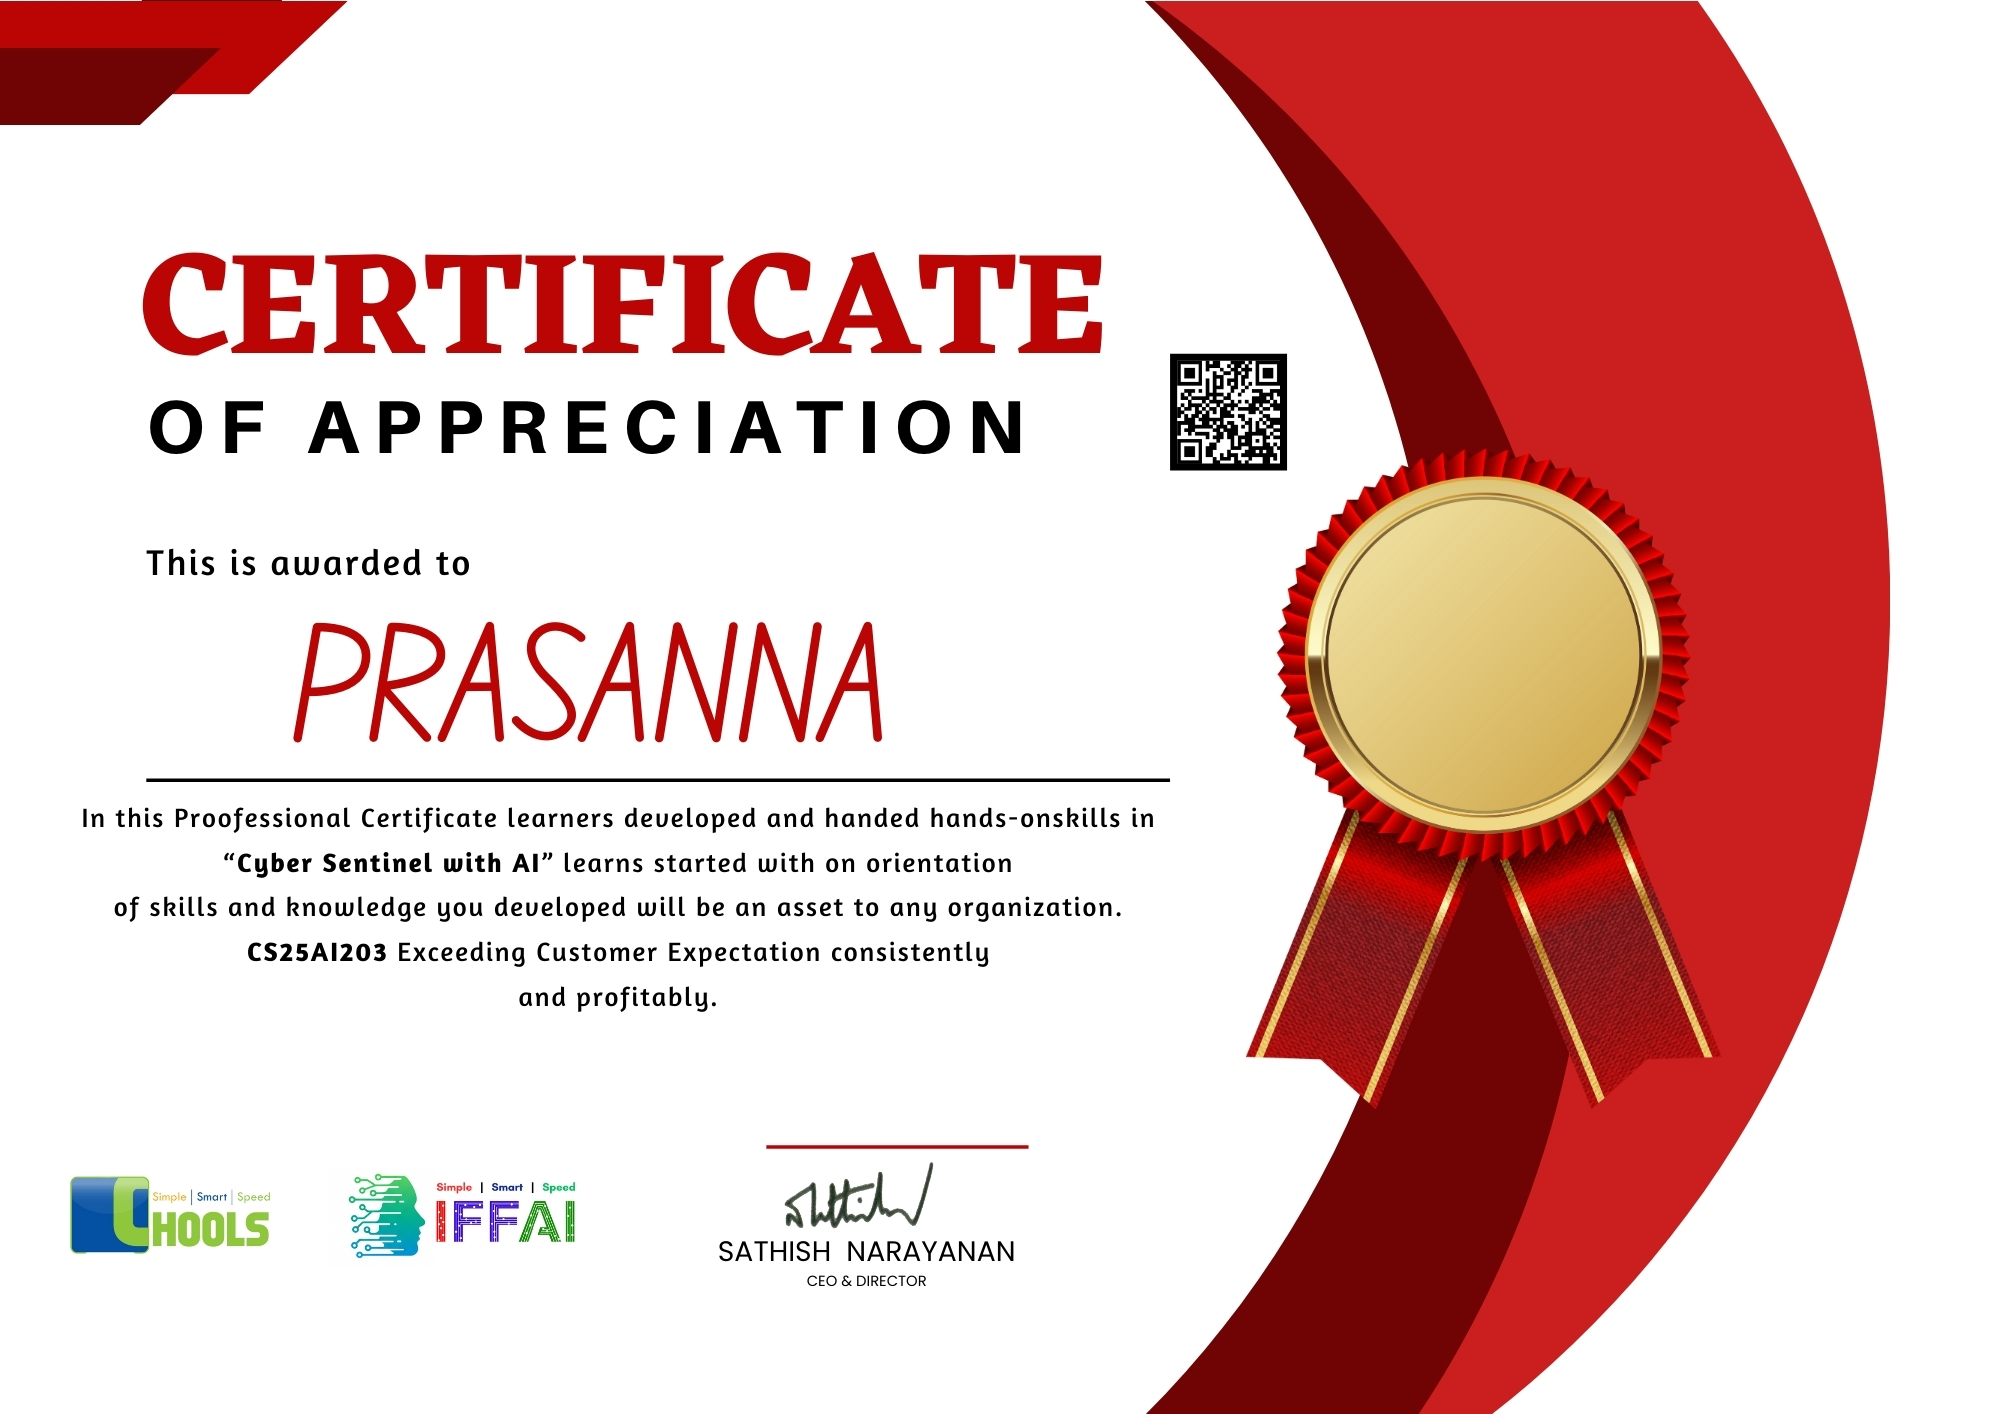 CERTIFICATE
OF APPRECIATION
This is awarded to
PRASANNA
In this Proofessional Certificate learners developed and handed hands-onskills in
“Cyber Sentinel with AI” learns started with on orientation
of skills and knowledge you developed will be an asset to any organization.
CS25AI203 Exceeding Customer Expectation consistently
and profitably.
Simple | Smart | Speed
CHOOLS
Simple | Smart | Speed
IFFAI
SATHISH NARAYANAN
CEO & DIRECTOR